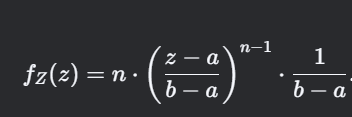 f_Z(z) = n · ( (z − a) / (b − a) )^{n−1} · 1 / (b − a).